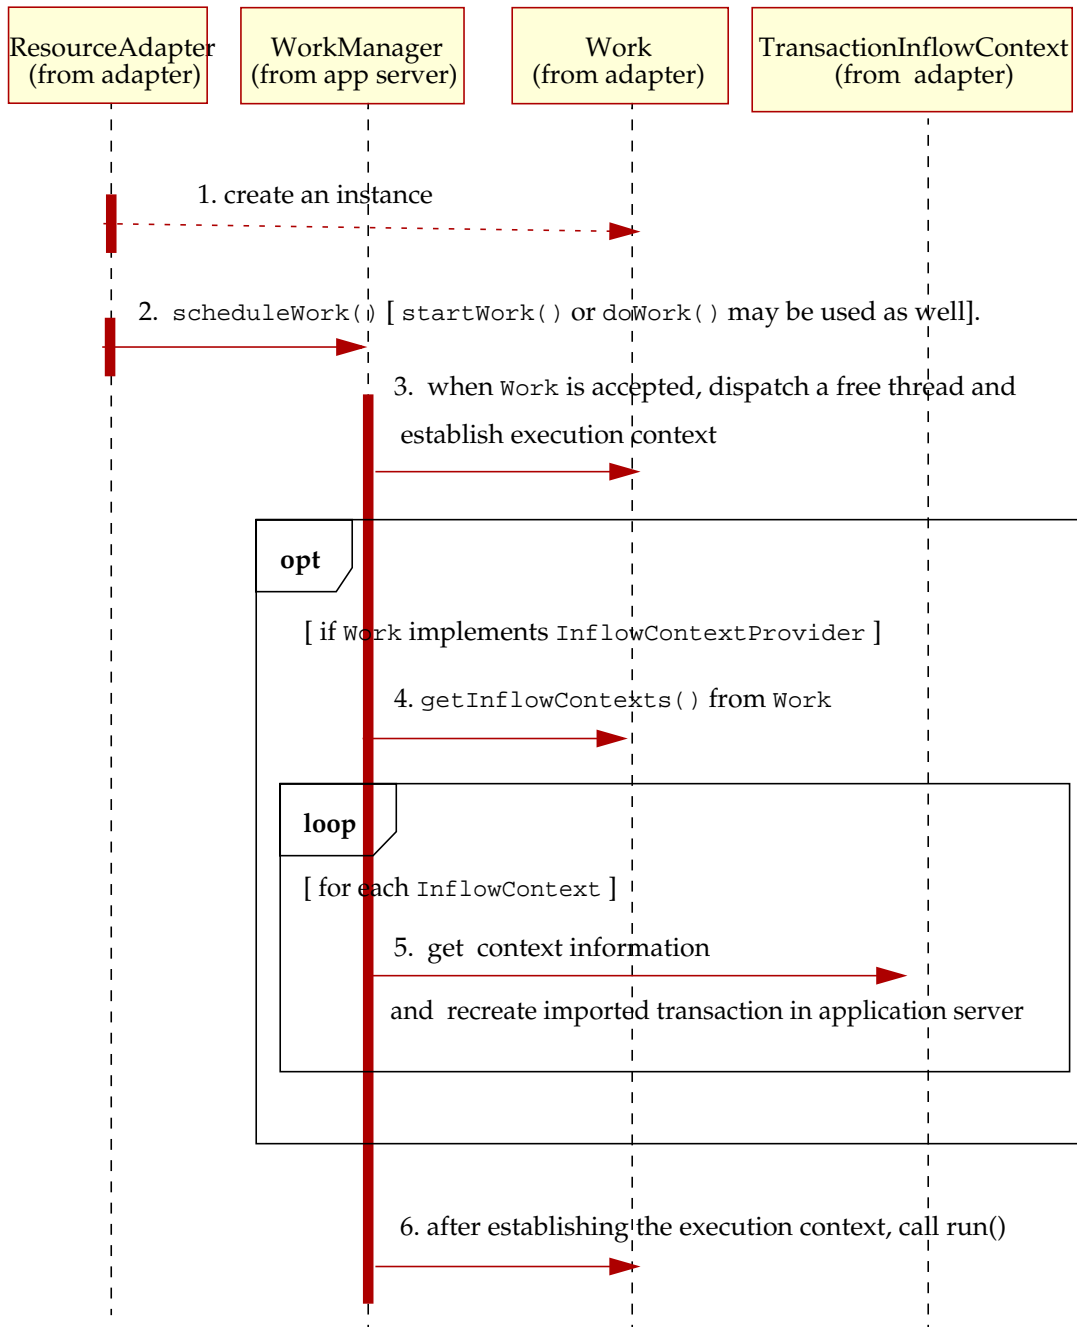 ResourceAdapter
(from adapter)
WorkManager
(from app server)
Work
(from adapter)
TransactionInflowContext
(from adapter)
1. create an instance
2. scheduleWork() [ startWork() or doWork() may be used as well].
3. when Work is accepted, dispatch a free thread and
establish execution context
opt
[ if Work implements InflowContextProvider ]
4. getInflowContexts() from Work
loop
[ for each InflowContext ]
5. get context information
and recreate imported transaction in application server
6. after establishing the execution context, call run()